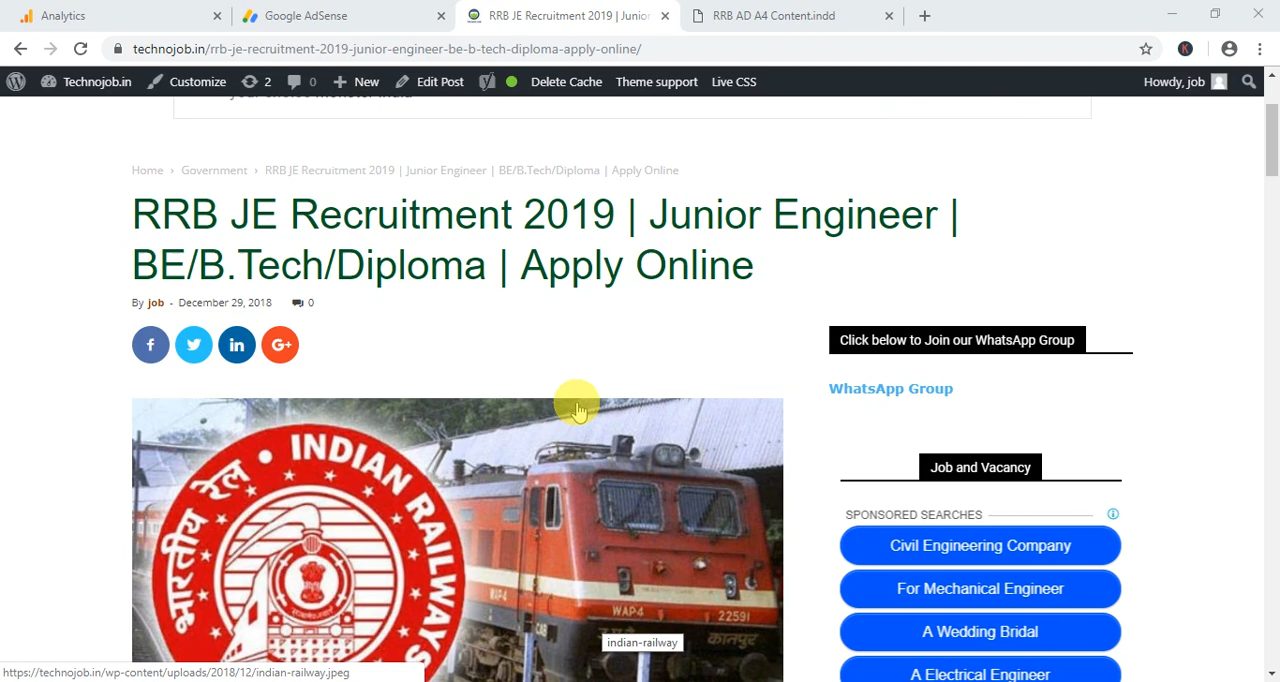 Analytics
Google AdSense
RRB JE Recruitment 2019 | Junior
RRB AD A4 Content.indd
technojob.in/rrb-je-recruitment-2019-junior-engineer-be-b-tech-diploma-apply-online/
Technojob.in Customize 2 0 New Edit Post Delete Cache Theme support Live CSS Howdy, job
Home › Government › RRB JE Recruitment 2019 | Junior Engineer | BE/B.Tech/Diploma | Apply Online
RRB JE Recruitment 2019 | Junior Engineer |
BE/B.Tech/Diploma | Apply Online
By job - December 29, 2018 0
f in G+
Click below to Join our WhatsApp Group
WhatsApp Group
Job and Vacancy
SPONSORED SEARCHES
Civil Engineering Company
For Mechanical Engineer
A Wedding Bridal
A Electrical Engineer
भारतीय रेल • INDIAN RAILWAYS
WAP-4
WAP-4 22591
कानपुर
indian-railway
https://technojob.in/wp-content/uploads/2018/12/indian-railway.jpeg